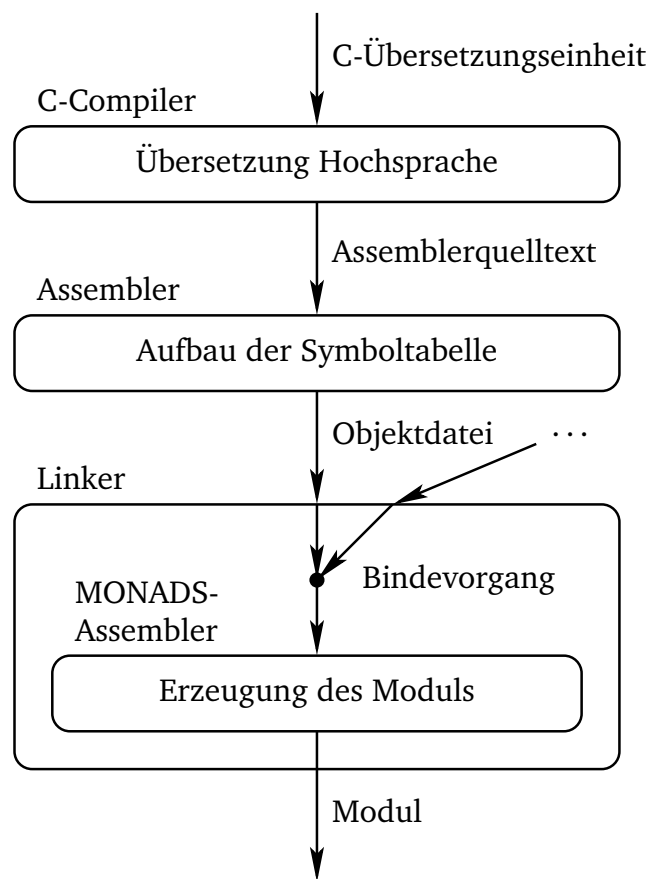 C-Übersetzungseinheit
C-Compiler
Übersetzung Hochsprache
Assemblerquelltext
Assembler
Aufbau der Symboltabelle
Objektdatei ...
Linker
Bindevorgang
MONADS-
Assembler
Erzeugung des Moduls
Modul